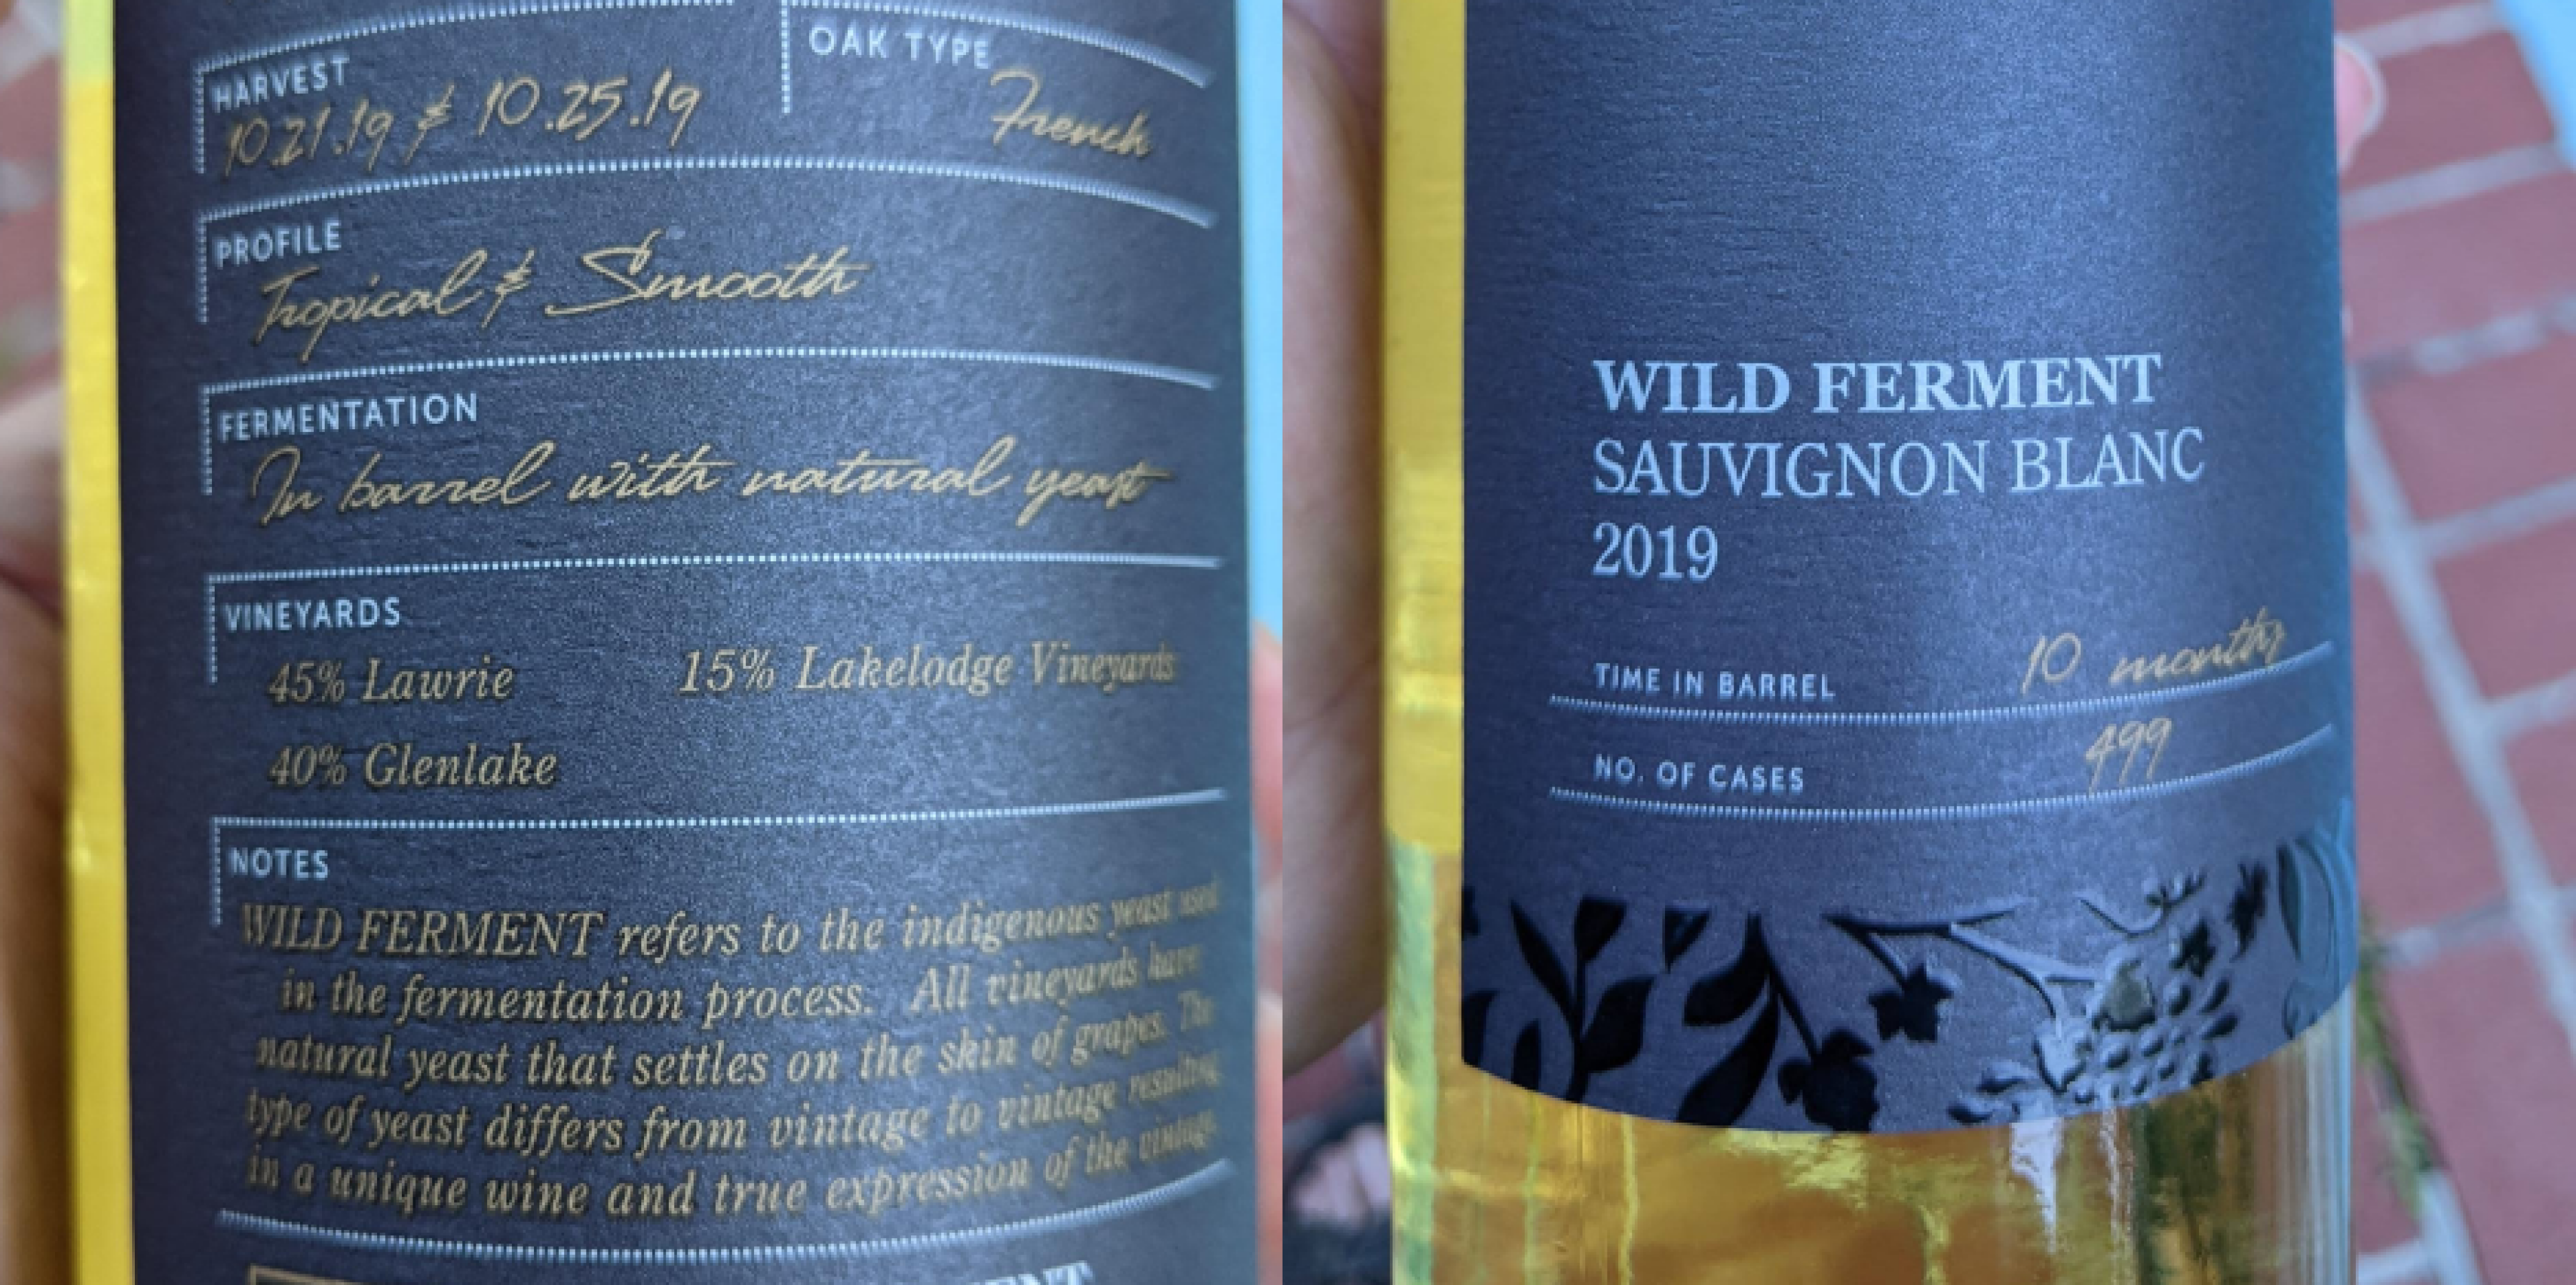 HARVEST
10.21.19 & 10.25.19
OAK TYPE
French
PROFILE
Tropical & Smooth
FERMENTATION
In barrel with natural yeast
VINEYARDS
45% Lawrie
15% Lakelodge Vineyards
40% Glenlake
NOTES
WILD FERMENT refers to the indigenous yeast used
in the fermentation process. All vineyards have
natural yeast that settles on the skin of grapes. The
type of yeast differs from vintage to vintage resulting
in a unique wine and true expression of the vintage.
WILD FERMENT
SAUVIGNON BLANC
2019
TIME IN BARREL 10 months
NO. OF CASES 499